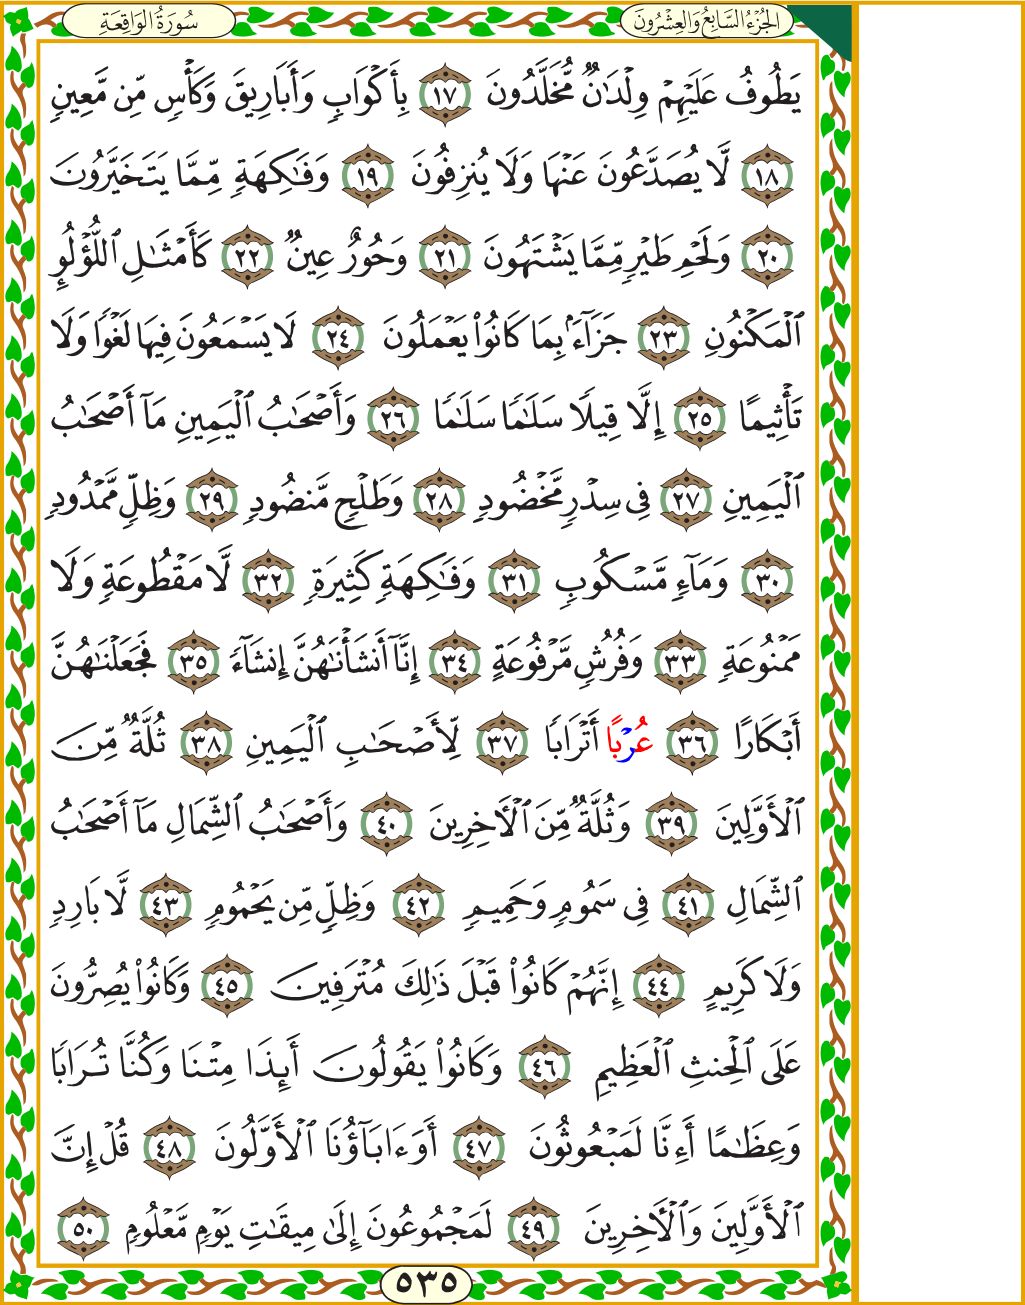 الجُزْءُ السَّابِعُ وَالعِشْرُونَ
سُورَةُ الوَاقِعَةِ
يَطُوفُ عَلَيْهِمْ وِلْدَٰنٌ مُّخَلَّدُونَ ١٧ بِأَكْوَابٍ وَأَبَارِيقَ وَكَأْسٍ مِّن مَّعِينٍ
١٨ لَّا يُصَدَّعُونَ عَنْهَا وَلَا يُنزِفُونَ ١٩ وَفَٰكِهَةٍ مِّمَّا يَتَخَيَّرُونَ
٢٠ وَلَحْمِ طَيْرٍ مِّمَّا يَشْتَهُونَ ٢١ وَحُورٌ عِينٌ ٢٢ كَأَمْثَٰلِ ٱللُّؤْلُوِٕ
ٱلْمَكْنُونِ ٢٣ جَزَآءَۢ بِمَا كَانُواْ يَعْمَلُونَ ٢٤ لَا يَسْمَعُونَ فِيهَا لَغْوًا وَلَا
تَأْثِيمًا ٢٥ إِلَّا قِيلًا سَلَٰمًا سَلَٰمًا ٢٦ وَأَصْحَٰبُ ٱلْيَمِينِ مَآ أَصْحَٰبُ
ٱلْيَمِينِ ٢٧ فِى سِدْرٍ مَّخْضُودٍ ٢٨ وَطَلْحٍ مَّنضُودٍ ٢٩ وَظِلٍّ مَّمْدُودٍ
٣٠ وَمَآءٍ مَّسْكُوبٍ ٣١ وَفَٰكِهَةٍ كَثِيرَةٍ ٣٢ لَّا مَقْطُوعَةٍ وَلَا
مَمْنُوعَةٍ ٣٣ وَفُرُشٍ مَّرْفُوعَةٍ ٣٤ إِنَّآ أَنشَأْنَٰهُنَّ إِنشَآءً ٣٥ فَجَعَلْنَٰهُنَّ
أَبْكَارًا ٣٦ عُرْبًا أَتْرَابًا ٣٧ لِّأَصْحَٰبِ ٱلْيَمِينِ ٣٨ ثُلَّةٌ مِّنَ
ٱلْأَوَّلِينَ ٣٩ وَثُلَّةٌ مِّنَ ٱلْآخِرِينَ ٤٠ وَأَصْحَٰبُ ٱلشِّمَالِ مَآ أَصْحَٰبُ
ٱلشِّمَالِ ٤١ فِى سَمُومٍ وَحَمِيمٍ ٤٢ وَظِلٍّ مِّن يَحْمُومٍ ٤٣ لَّا بَارِدٍ
وَلَا كَرِيمٍ ٤٤ إِنَّهُمْ كَانُواْ قَبْلَ ذَٰلِكَ مُتْرَفِينَ ٤٥ وَكَانُواْ يُصِرُّونَ
عَلَى ٱلْحِنثِ ٱلْعَظِيمِ ٤٦ وَكَانُواْ يَقُولُونَ أَئِذَا مِتْنَا وَكُنَّا تُرَابًا
وَعِظَٰمًا أَءِنَّا لَمَبْعُوثُونَ ٤٧ أَوَءَابَآؤُنَا ٱلْأَوَّلُونَ ٤٨ قُلْ إِنَّ
ٱلْأَوَّلِينَ وَٱلْآخِرِينَ ٤٩ لَمَجْمُوعُونَ إِلَىٰ مِيقَٰتِ يَوْمٍ مَّعْلُومٍ ٥٠
٥٣٥